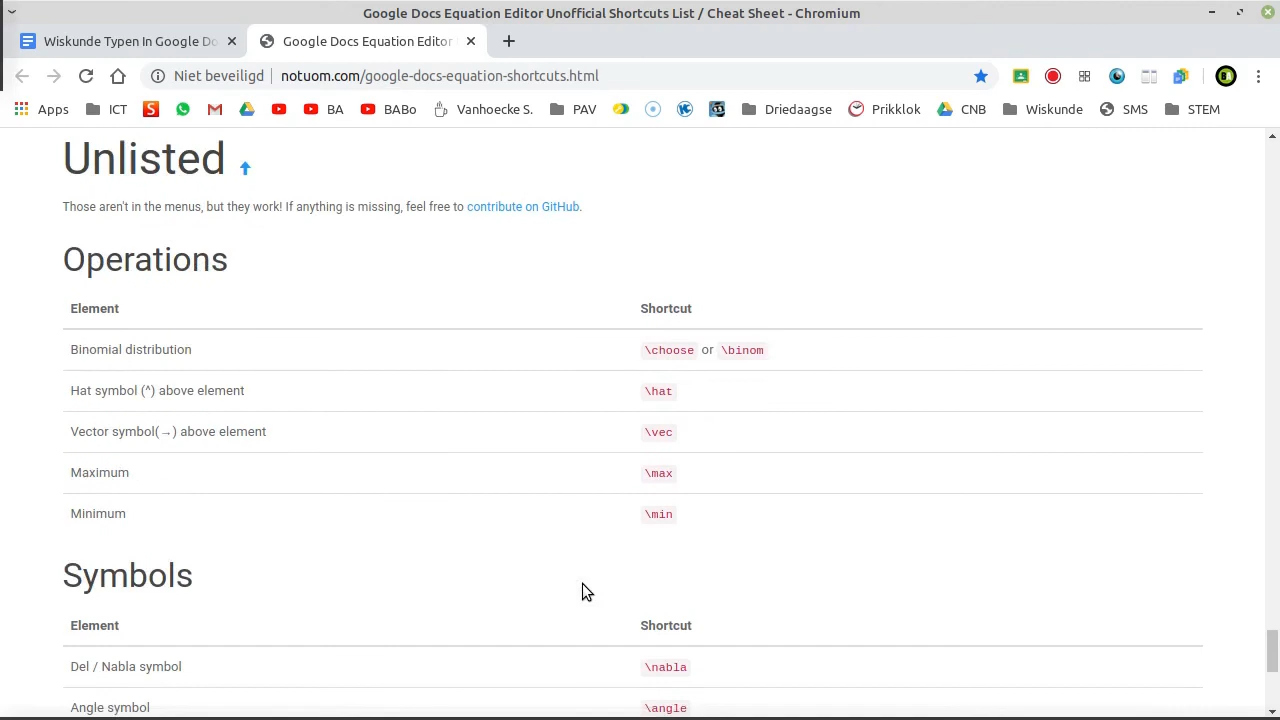 Google Docs Equation Editor Unofficial Shortcuts List / Cheat Sheet - Chromium
Wiskunde Typen In Google Do
Google Docs Equation Editor
Niet beveiligd
notuom.com/google-docs-equation-shortcuts.html
Apps ICT BA BABo Vanhoecke S. PAV Driedaagse Prikklok CNB Wiskunde SMS STEM
Unlisted
Those aren't in the menus, but they work! If anything is missing, feel free to contribute on GitHub.
Operations
Element Shortcut
Binomial distribution \choose or \binom
Hat symbol (^) above element \hat
Vector symbol(→) above element \vec
Maximum \max
Minimum \min
Symbols
Element Shortcut
Del / Nabla symbol \nabla
Angle symbol \angle